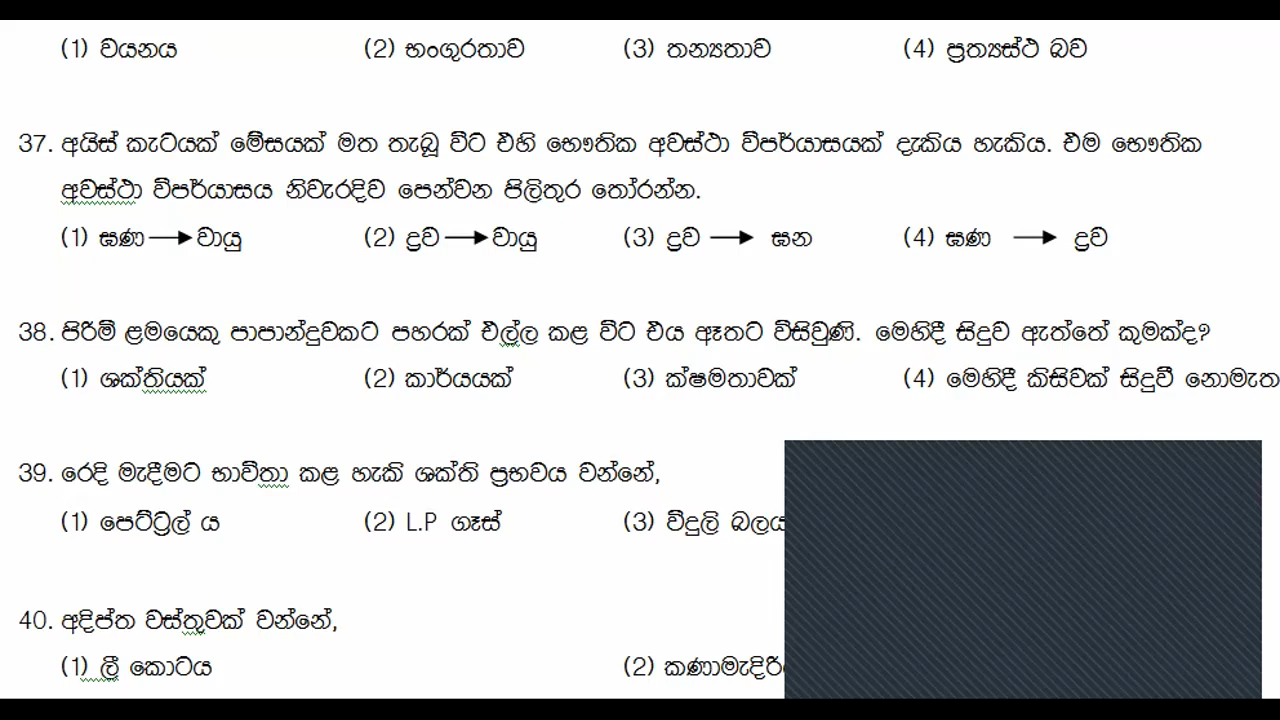 (1) වයනය (2) භංගුරතාව (3) තන්‍යතාව (4) ප්‍රත්‍යස්ථ බව
37. අයිස් කැටයක් මේසයක් මත තැබූ විට එහි භෞතික අවස්ථා විපර්යාසයක් දැකිය හැකිය. එම භෞතික
අවස්ථා විපර්යාසය නිවැරදිව පෙන්වන පිලිතුර තෝරන්න.
(1) ඝණ → වායු (2) ද්‍රව → වායු (3) ද්‍රව → ඝන (4) ඝණ → ද්‍රව
38. පිරිමි ළමයෙකු පාපාන්දුවකට පහරක් එල්ල කළ විට එය ඈතට විසිවුණි. මෙහිදී සිදුව ඇත්තේ කුමක්ද?
(1) ශක්තියක් (2) කාර්යයක් (3) ක්ෂමතාවක් (4) මෙහිදී කිසිවක් සිදුවී නොමැත
39. රෙදි මැදීමට භාවිතා කළ හැකි ශක්ති ප්‍රභවය වන්නේ,
(1) පෙට්ට්‍රල් ය (2) L.P ගෑස් (3) විදුලි බලය
40. අදිප්ත වස්තුවක් වන්නේ,
(1) ලී කොටය (2)